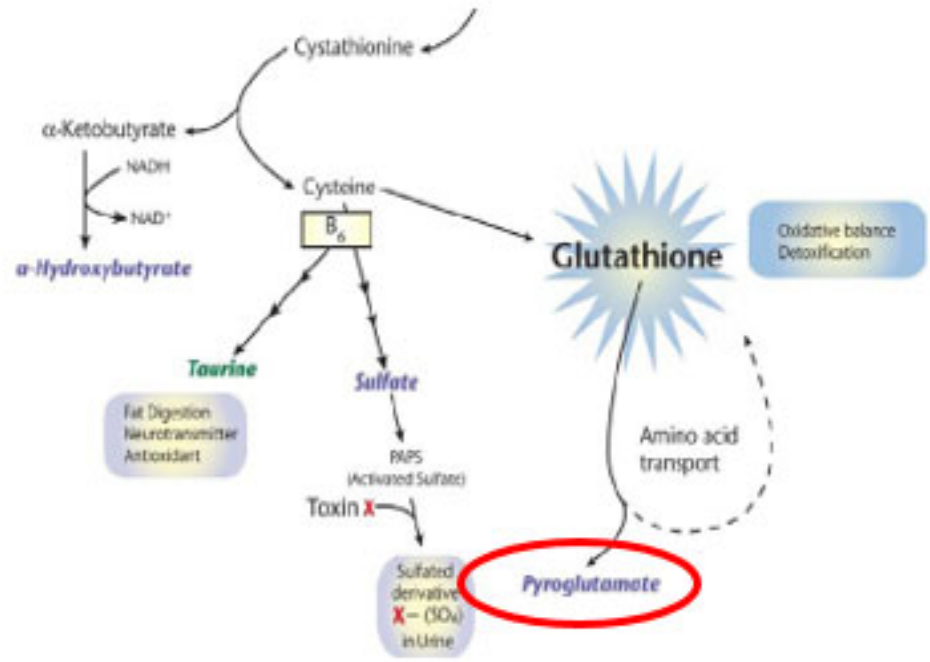 Cystathionine
α-Ketobutyrate
NADH
NAD⁺
α-Hydroxybutyrate
Cysteine
B₆
Glutathione
Oxidative balance
Detoxification
Taurine
Fat Digestion
Neurotransmitter
Antioxidant
Sulfate
PAPS
(Activated Sulfate)
Toxin X
Sulfated
derivative
X – (SO₄)
in Urine
Amino acid
transport
Pyroglutamate